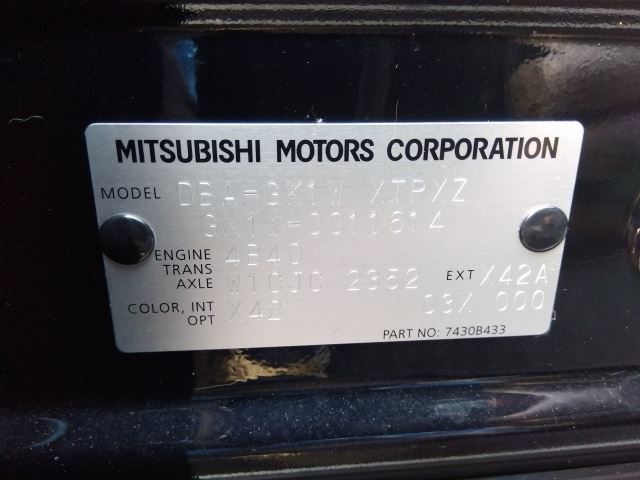 MITSUBISHI MOTORS CORPORATION
MODEL DBA-GK1W XTPXZ
GK1W-0011614
ENGINE 4B40
TRANS AXLE W1CJC 2352 EXT X42A
COLOR, INT OPT X42 03X 000
PART NO: 7430B433